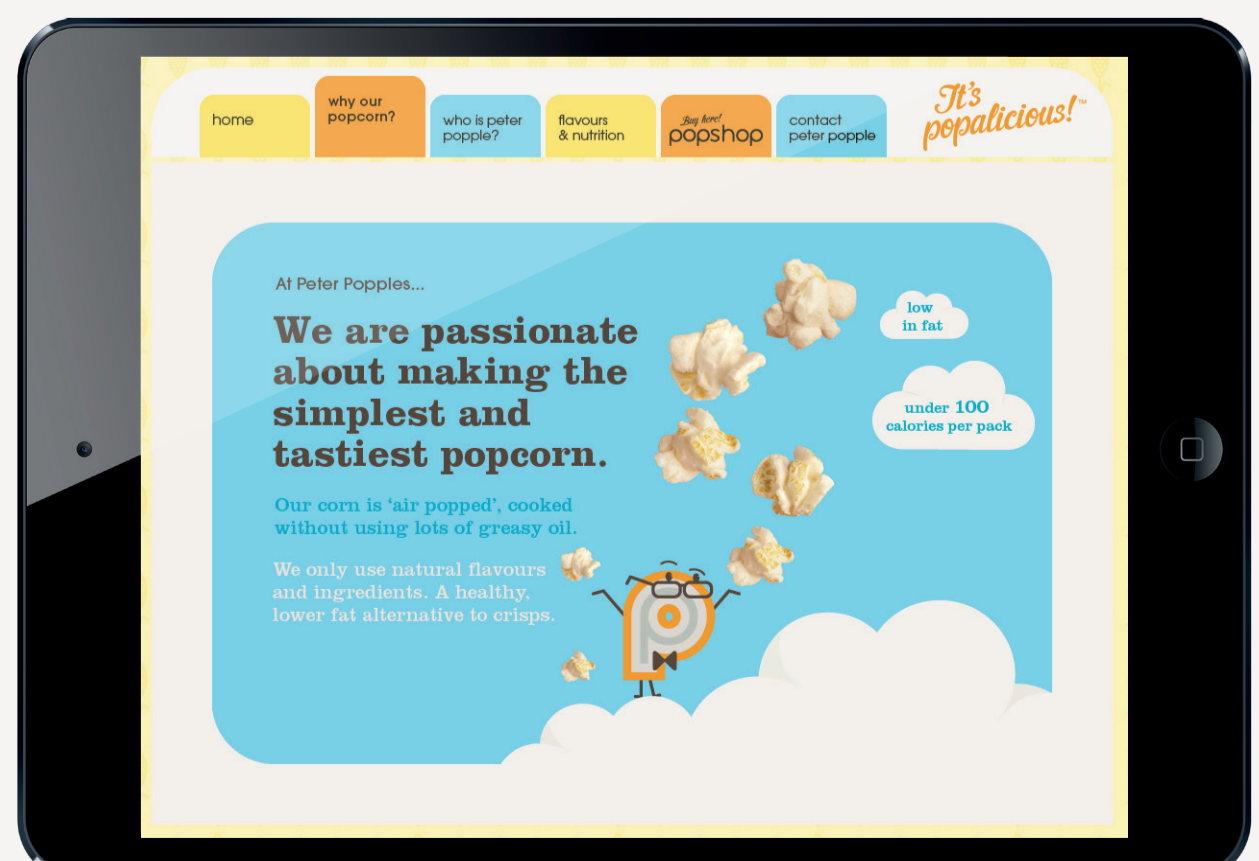 home
why our
popcorn?
who is peter
popple?
flavours
& nutrition
Buy here!
popshop
contact
peter popple
It's
popalicious!™
At Peter Popples...
We are passionate
about making the
simplest and
tastiest popcorn.
Our corn is ‘air popped’, cooked
without using lots of greasy oil.
We only use natural flavours
and ingredients. A healthy,
lower fat alternative to crisps.
low
in fat
under 100
calories per pack